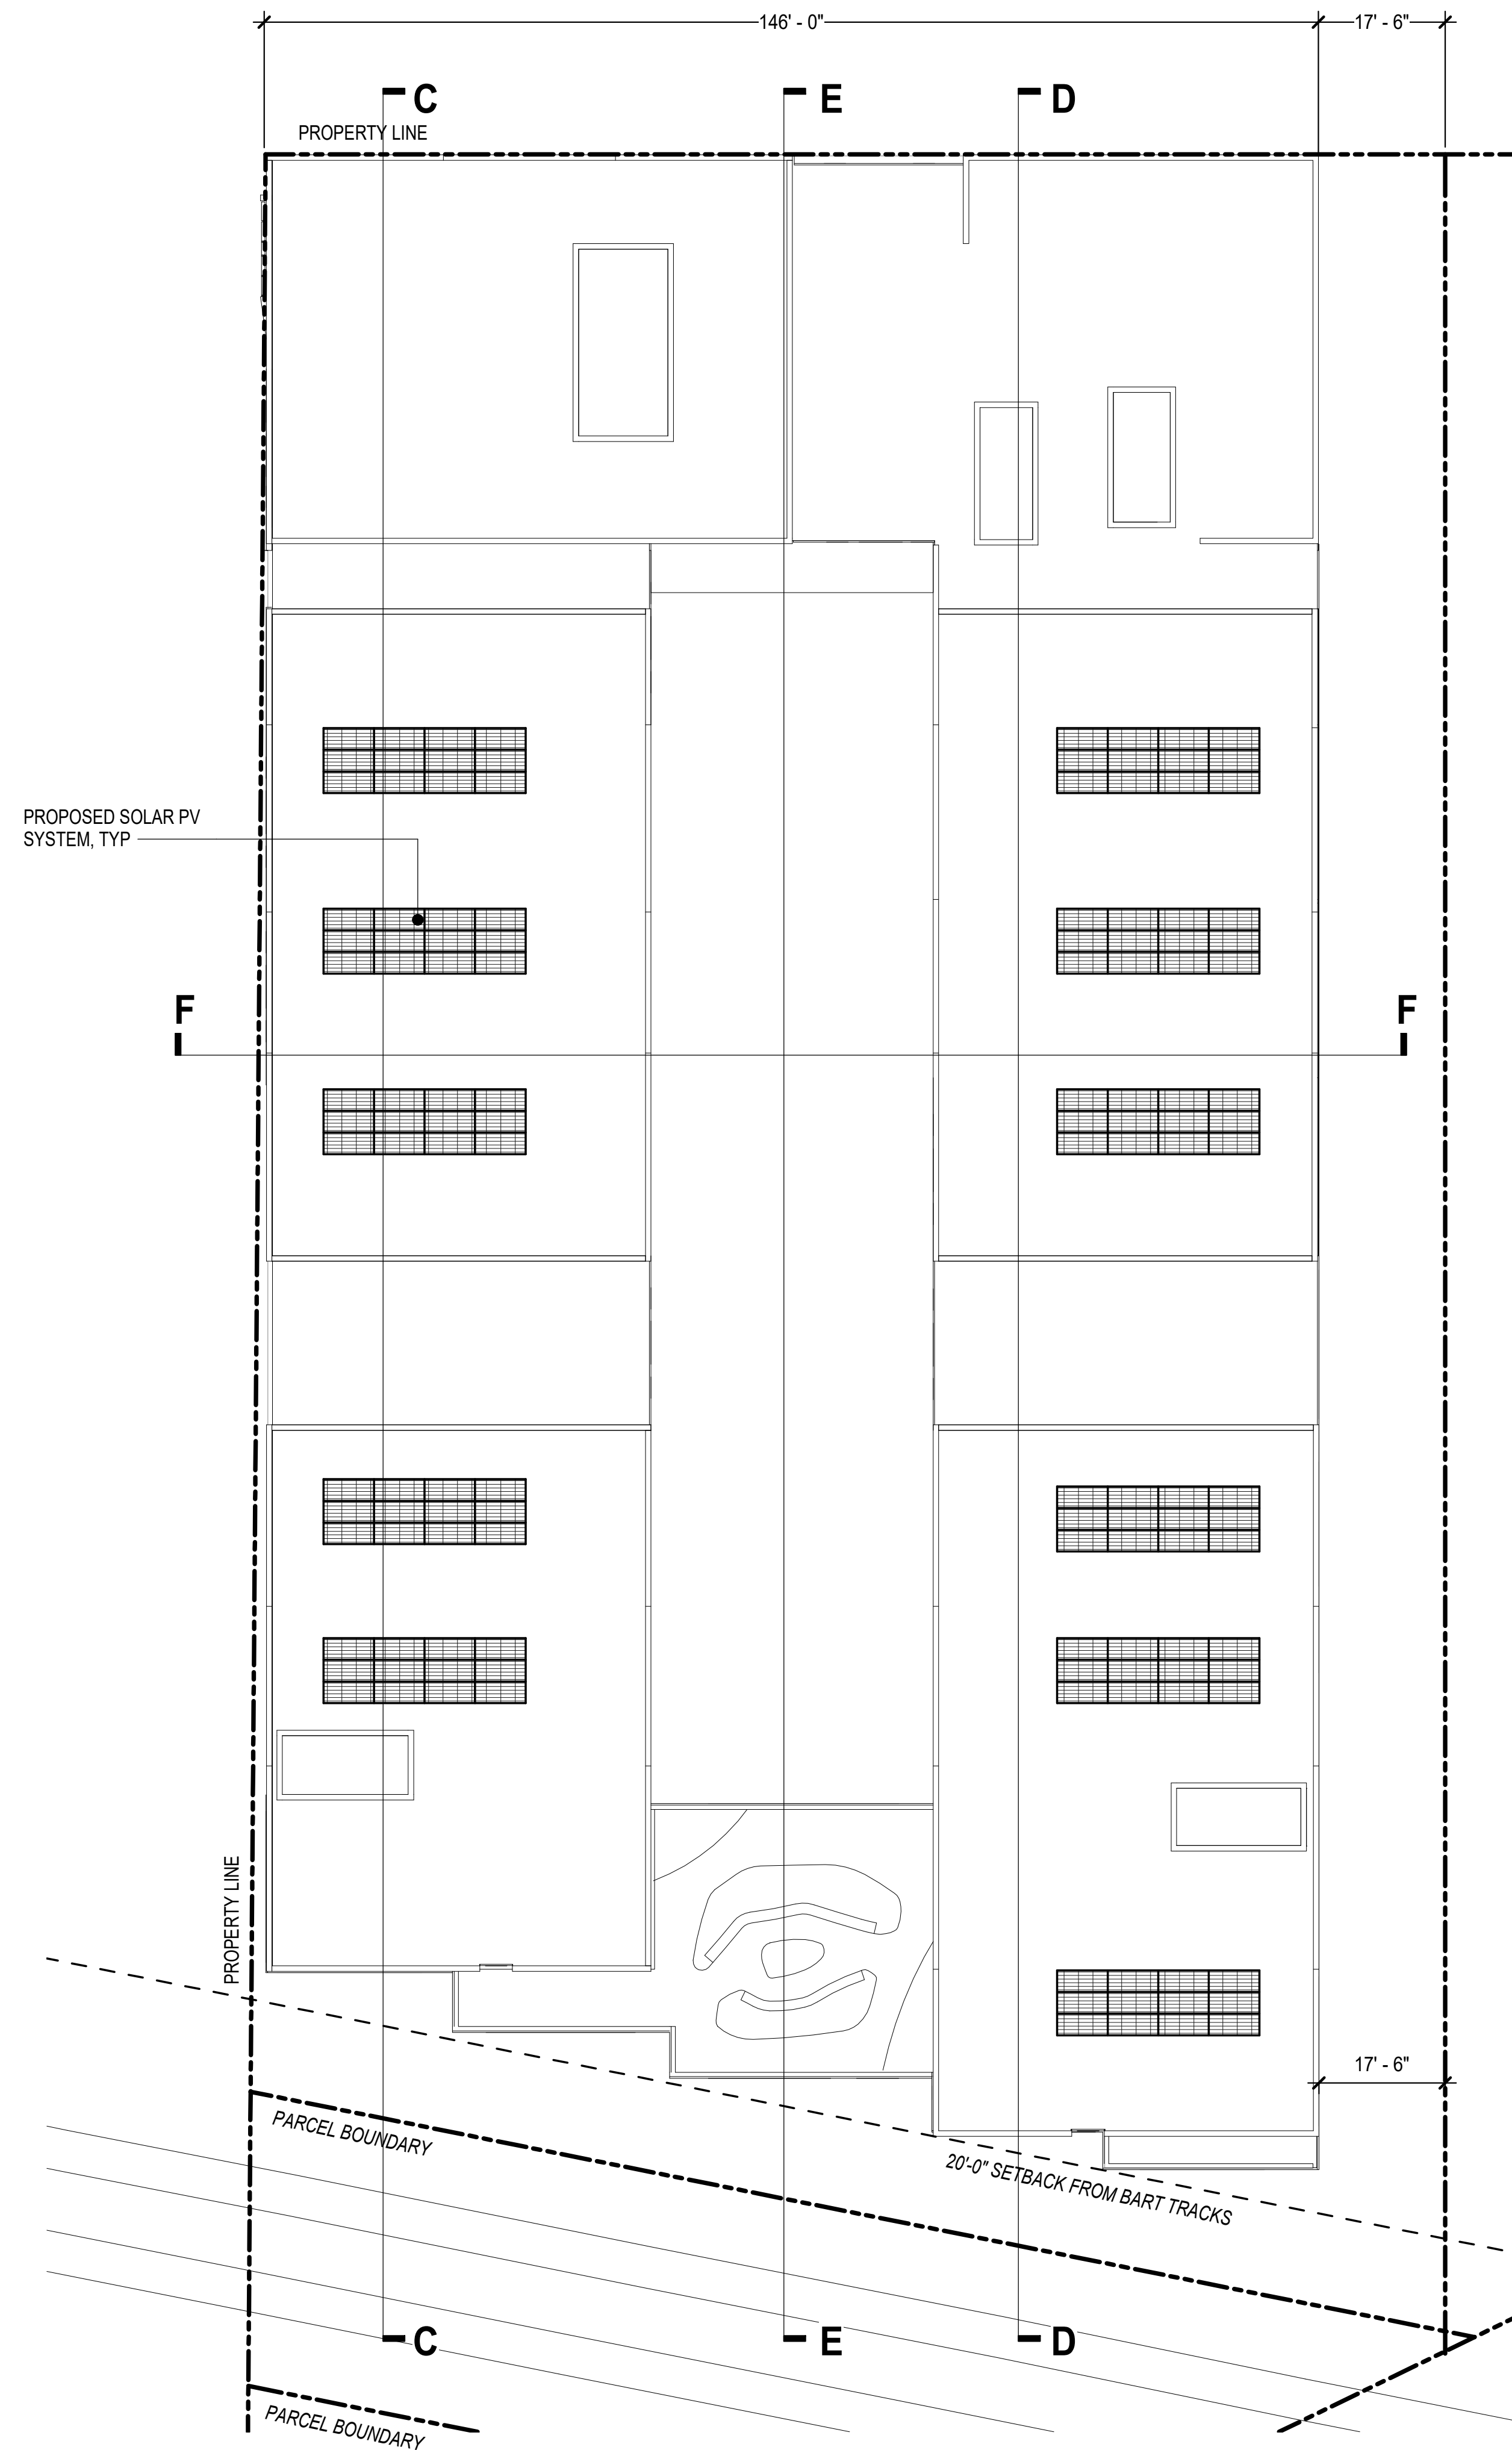 146' - 0"
17' - 6"
C
E
D
PROPERTY LINE
PROPOSED SOLAR PV
SYSTEM, TYP
F
F
PROPERTY LINE
17' - 6"
PARCEL BOUNDARY
20'-0" SETBACK FROM BART TRACKS
C
E
D
PARCEL BOUNDARY